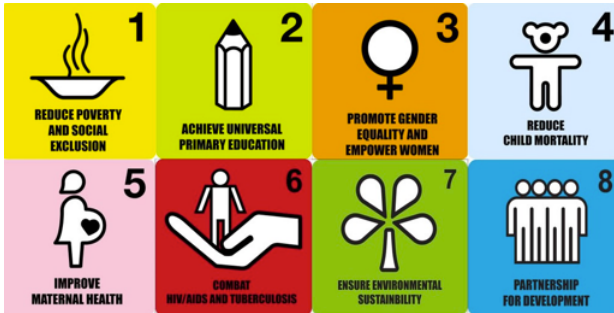 1
REDUCE POVERTY
AND SOCIAL
EXCLUSION
2
ACHIEVE UNIVERSAL
PRIMARY EDUCATION
3
PROMOTE GENDER
EQUALITY AND
EMPOWER WOMEN
4
REDUCE
CHILD MORTALITY
5
IMPROVE
MATERNAL HEALTH
6
COMBAT
HIV/AIDS AND TUBERCULOSIS
7
ENSURE ENVIRONMENTAL
SUSTAINBILITY
8
PARTNERSHIP
FOR DEVELOPMENT